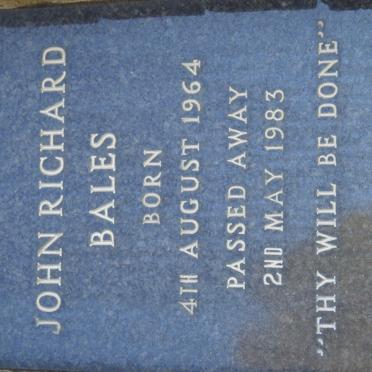 JOHN RICHARD
BALES
BORN
4TH AUGUST 1964
PASSED AWAY
2ND MAY 1983
"THY WILL BE DONE"